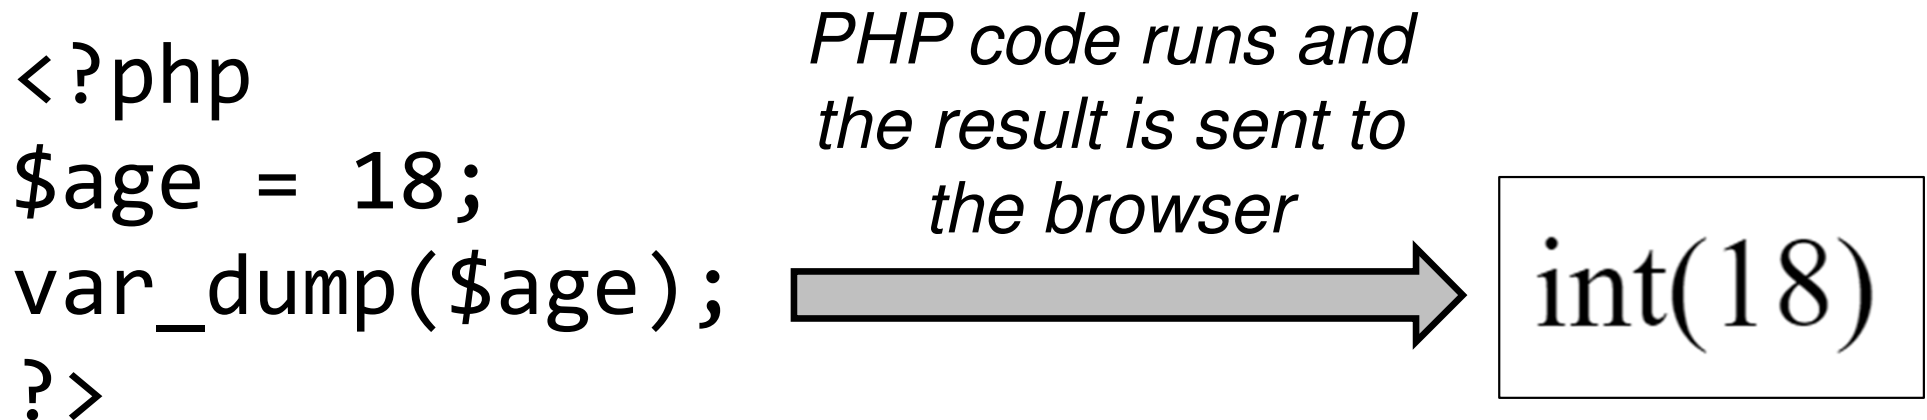 <?php
$age = 18;
var_dump($age);
?>
PHP code runs and
the result is sent to
the browser
int(18)